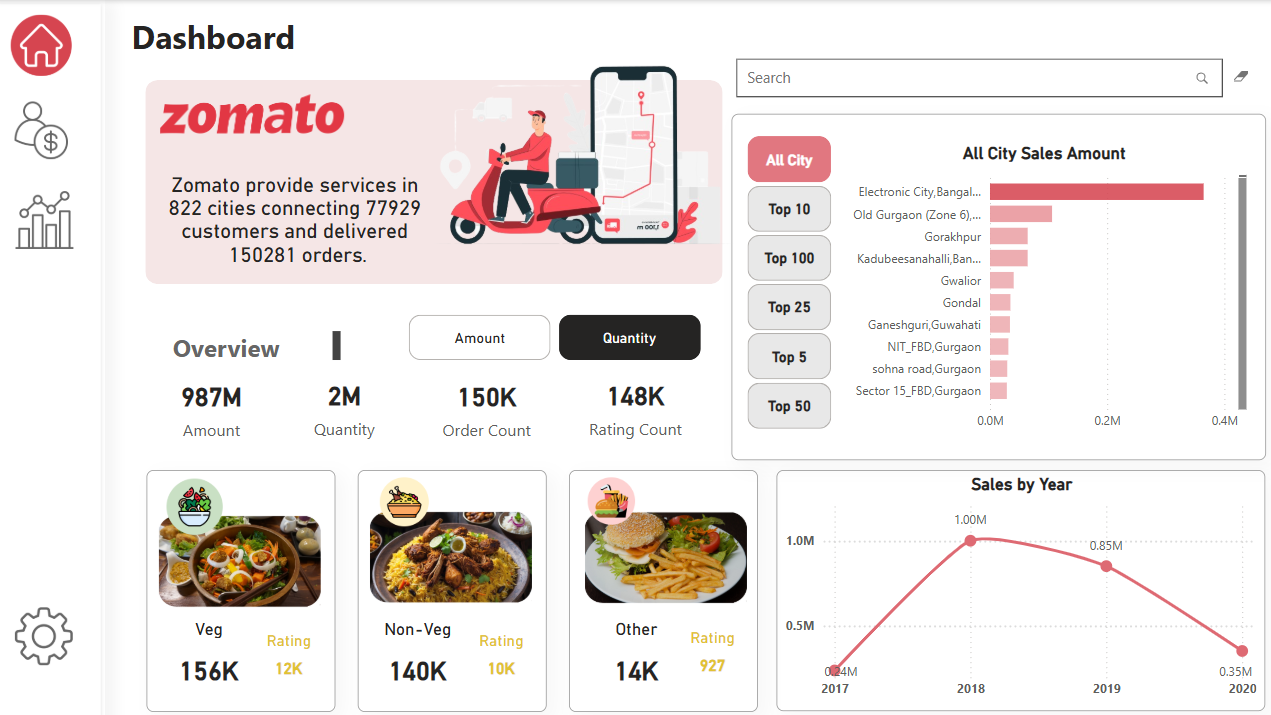 Dashboard
Search
zomato
Zomato provide services in
822 cities connecting 77929
customers and delivered
150281 orders.
Overview
Amount
Quantity
987M
Amount
2M
Quantity
150K
Order Count
148K
Rating Count
All City
Top 10
Top 100
Top 25
Top 5
Top 50
All City Sales Amount
Electronic City,Bangal...
Old Gurgaon (Zone 6),...
Gorakhpur
Kadubeesanahalli,Ban...
Gwalior
Gondal
Ganeshguri,Guwahati
NIT_FBD,Gurgaon
sohna road,Gurgaon
Sector 15_FBD,Gurgaon
0.0M 0.2M 0.4M
Veg
Rating
156K
12K
Non-Veg
Rating
140K
10K
Other
Rating
14K
927
Sales by Year
1.00M
1.0M
0.85M
0.5M
0.24M
0.35M
2017 2018 2019 2020